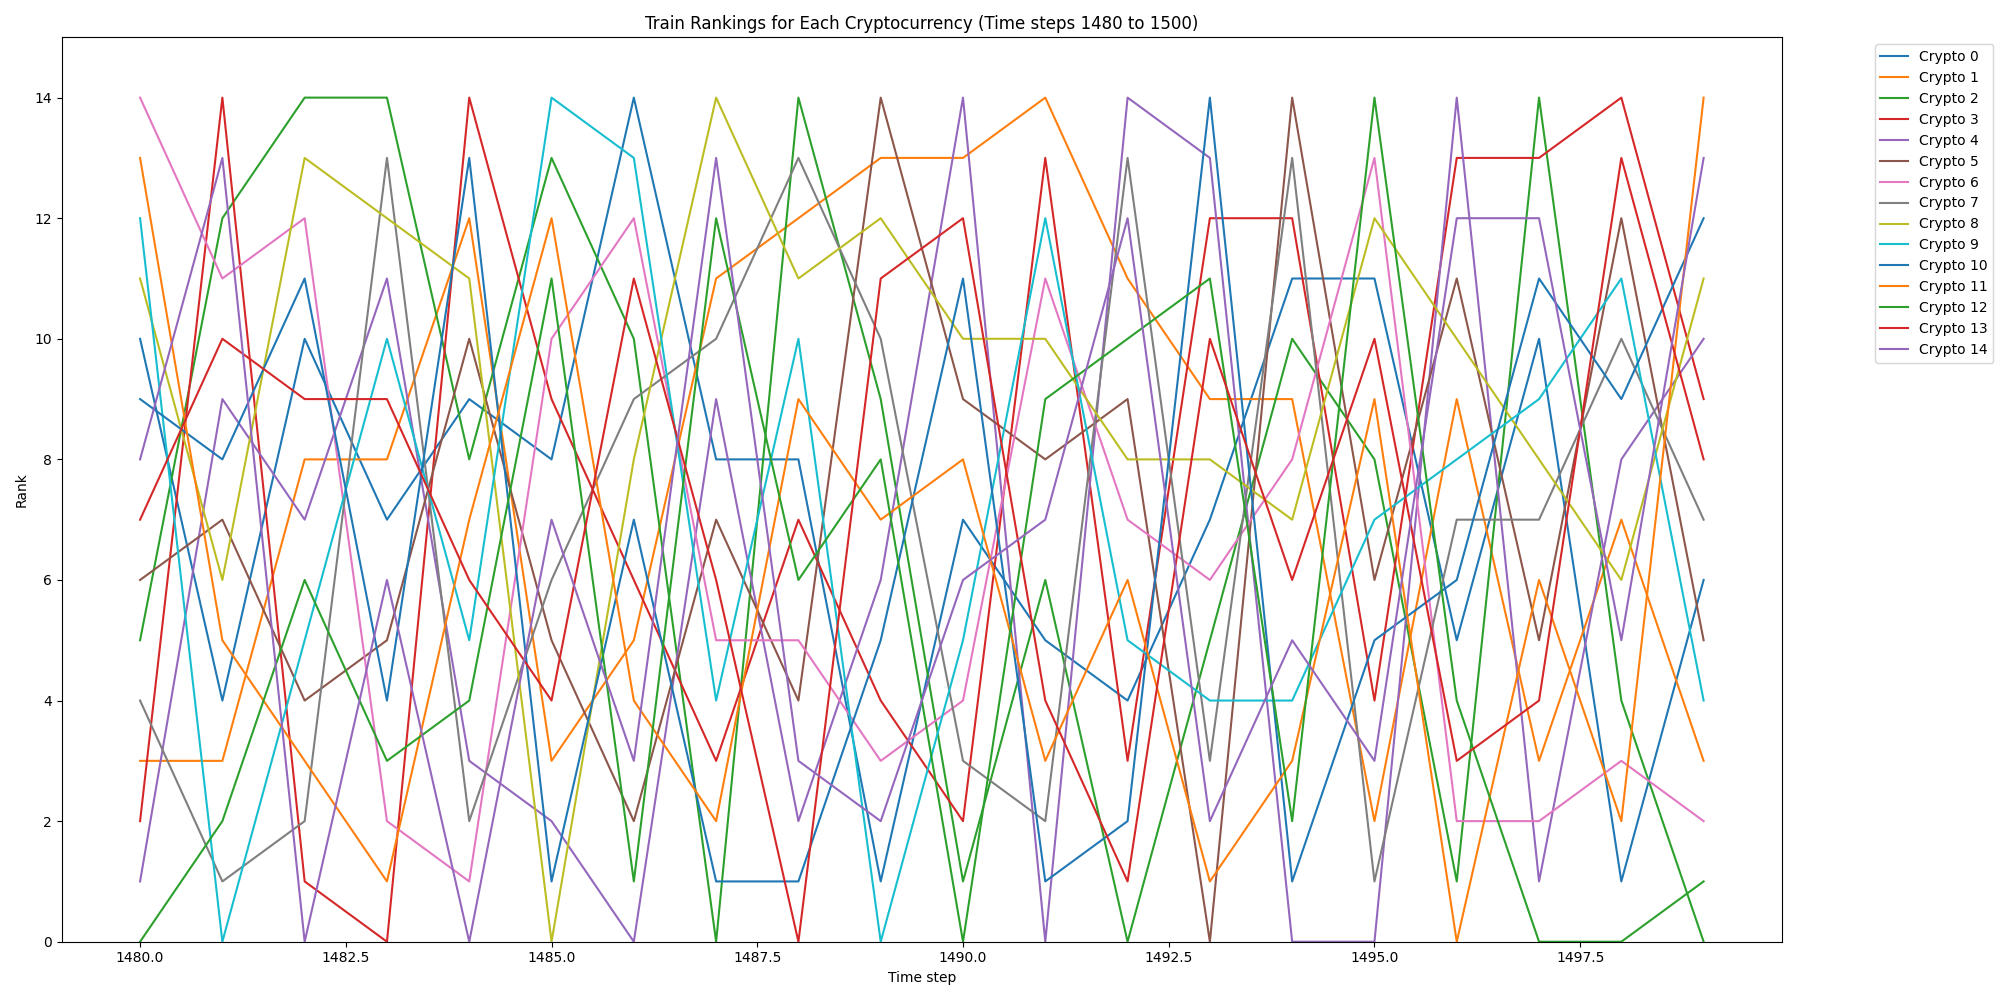 Train Rankings for Each Cryptocurrency (Time steps 1480 to 1500)
Rank
14
12
10
8
6
4
2
0
1480.0 1482.5 1485.0 1487.5 1490.0 1492.5 1495.0 1497.5
Time step
Crypto 0
Crypto 1
Crypto 2
Crypto 3
Crypto 4
Crypto 5
Crypto 6
Crypto 7
Crypto 8
Crypto 9
Crypto 10
Crypto 11
Crypto 12
Crypto 13
Crypto 14